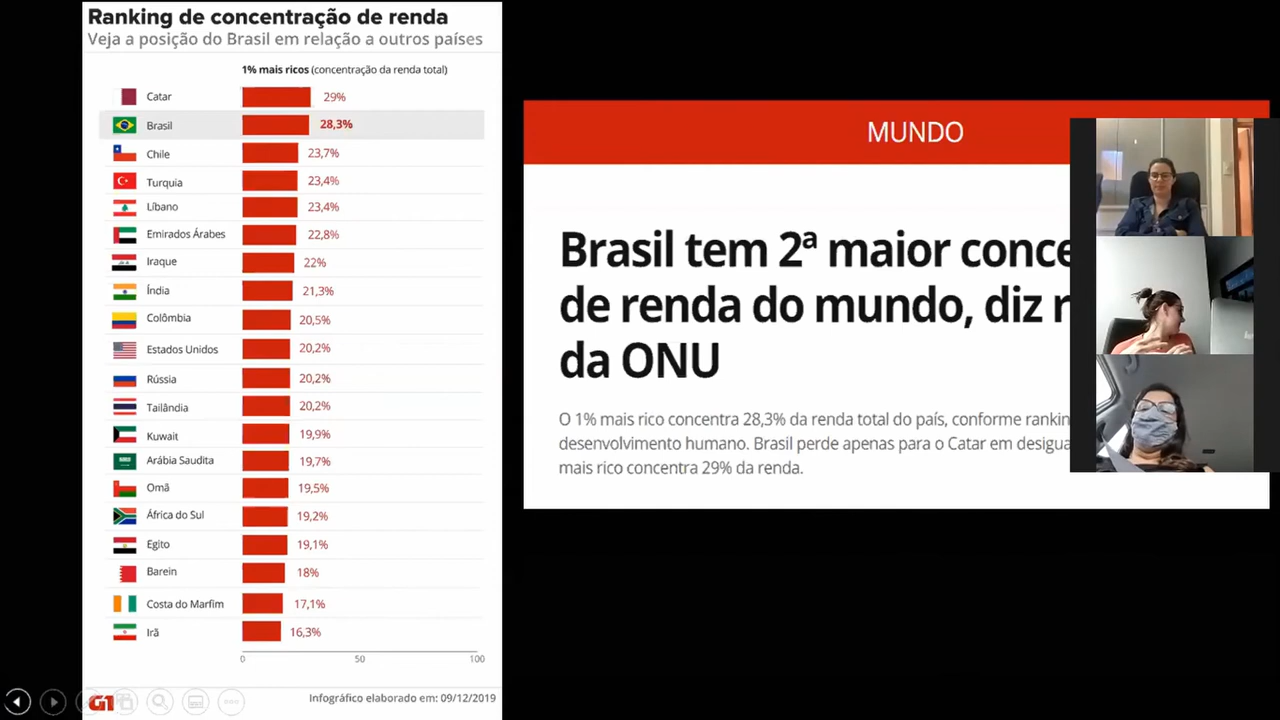 Ranking de concentração de renda
Veja a posição do Brasil em relação a outros países
1% mais ricos (concentração da renda total)
Catar 29%
Brasil 28,3%
Chile 23,7%
Turquia 23,4%
Líbano 23,4%
Emirados Árabes 22,8%
Iraque 22%
Índia 21,3%
Colômbia 20,5%
Estados Unidos 20,2%
Rússia 20,2%
Tailândia 20,2%
Kuwait 19,9%
Arábia Saudita 19,7%
Omã 19,5%
África do Sul 19,2%
Egito 19,1%
Barein 18%
Costa do Marfim 17,1%
Irã 16,3%
0 50 100
G1 Infográfico elaborado em: 09/12/2019
MUNDO
Brasil tem 2ª maior conce
de renda do mundo, diz r
da ONU
O 1% mais rico concentra 28,3% da renda total do país, conforme rankin
desenvolvimento humano. Brasil perde apenas para o Catar em desigua
mais rico concentra 29% da renda.